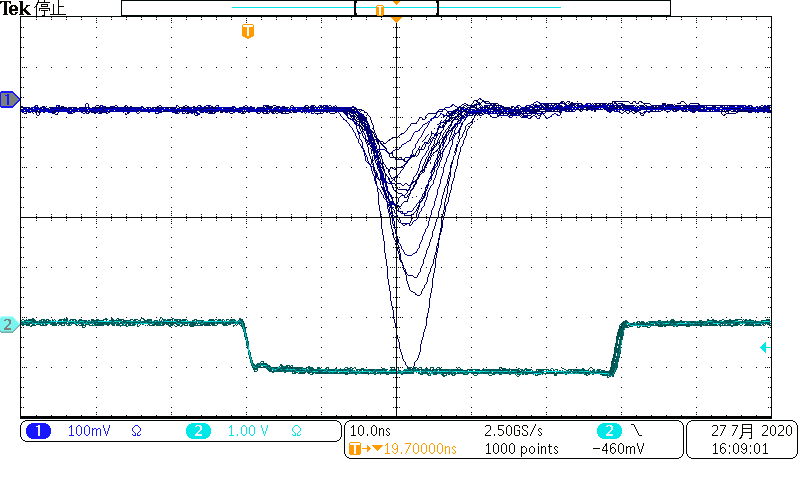 Tek 停止
T
T
1
2
1 100mV Ω 2 1.00 V Ω
10.0ns 2.50GS/s 2 \
T→▼19.70000ns 1000 points −460mV
27 7月 2020
16:09:01